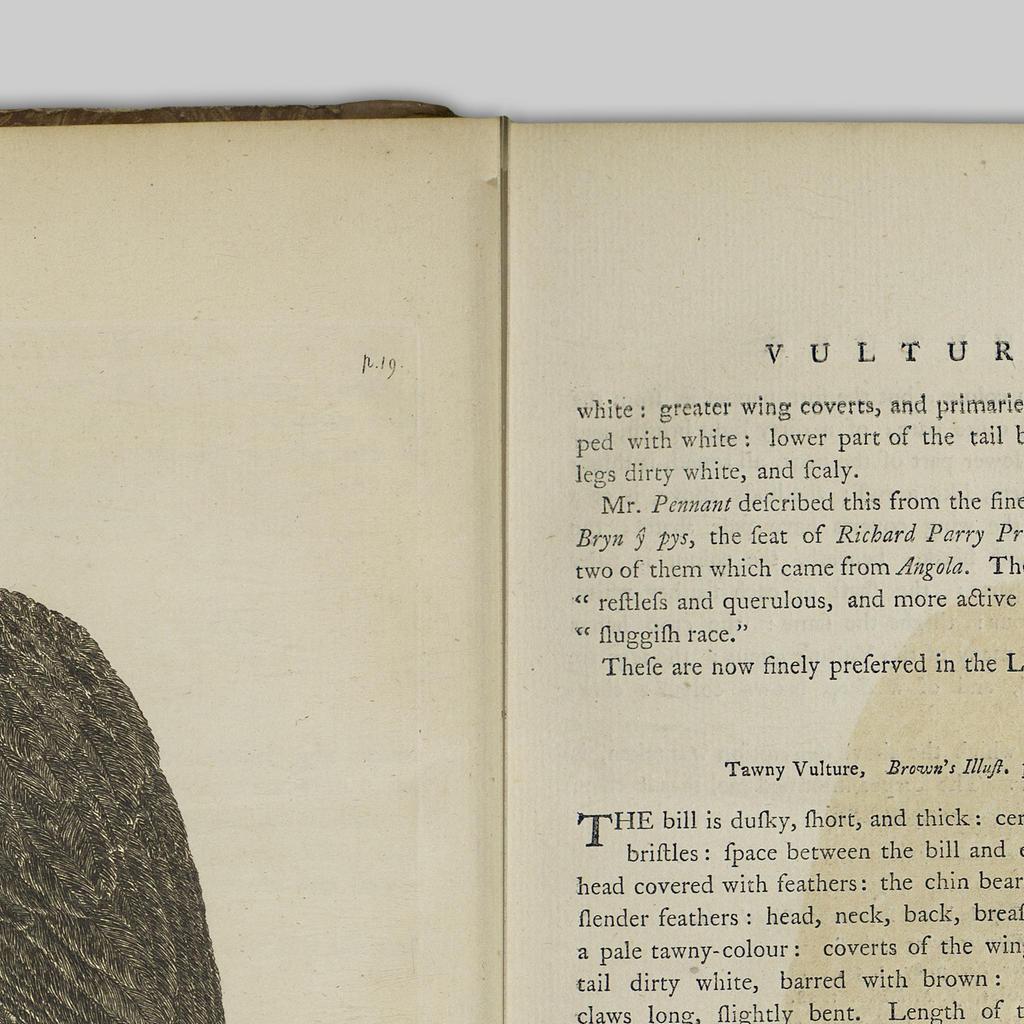 p.19.
VULTUR
white : greater wing coverts, and primarie
ped with white : lower part of the tail b
legs dirty white, and ſcaly.
Mr. Pennant deſcribed this from the fine
Bryn ŷ pys, the ſeat of Richard Parry Pr
two of them which came from Angola. Th
“ reſtleſs and querulous, and more active
“ ſluggiſh race.”
Theſe are now finely preſerved in the L
Tawny Vulture, Brown's Illuſt.
THE bill is duſky, ſhort, and thick : cer
briſtles : ſpace between the bill and e
head covered with feathers : the chin bear
ſlender feathers : head, neck, back, breaſ
a pale tawny-colour : coverts of the wing
tail dirty white, barred with brown :
claws long, ſlightly bent. Length of t